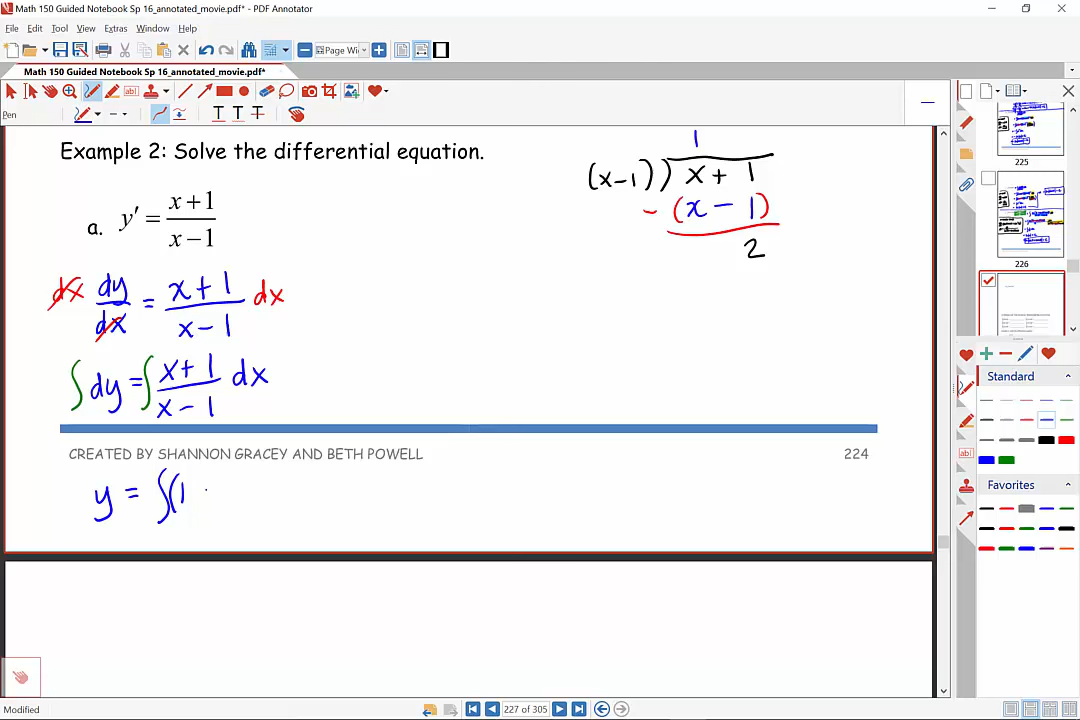 Math 150 Guided Notebook Sp 16_annotated_movie.pdf* - PDF Annotator
File Edit Tool View Extras Window Help
Page Wi
Math 150 Guided Notebook Sp 16_annotated_movie.pdf*
Pen
Example 2: Solve the differential equation.
a. y′ = (x+1)/(x−1)
dx dy/dx = (x+1)/(x−1) dx
∫ dy = ∫ (x+1)/(x−1) dx
1
(x−1) ) x + 1
− (x − 1)
2
CREATED BY SHANNON GRACEY AND BETH POWELL 224
y = ∫(1
225
226
Standard
Favorites
Modified
227 of 305